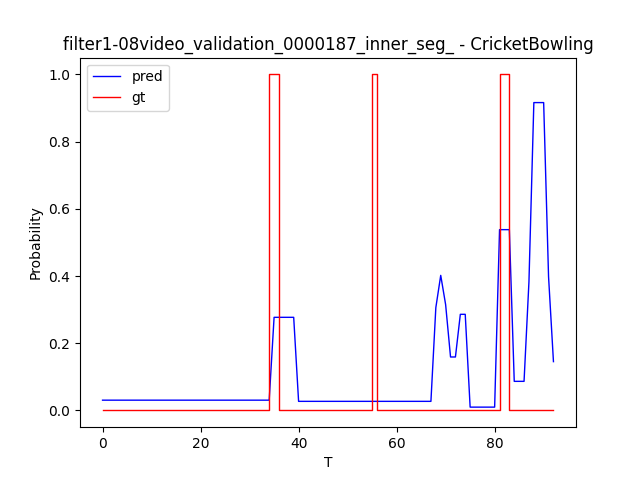 filter1-08video_validation_0000187_inner_seg_ - CricketBowling
pred
gt
1.0
0.8
0.6
0.4
0.2
0.0
Probability
0 20 40 60 80
T